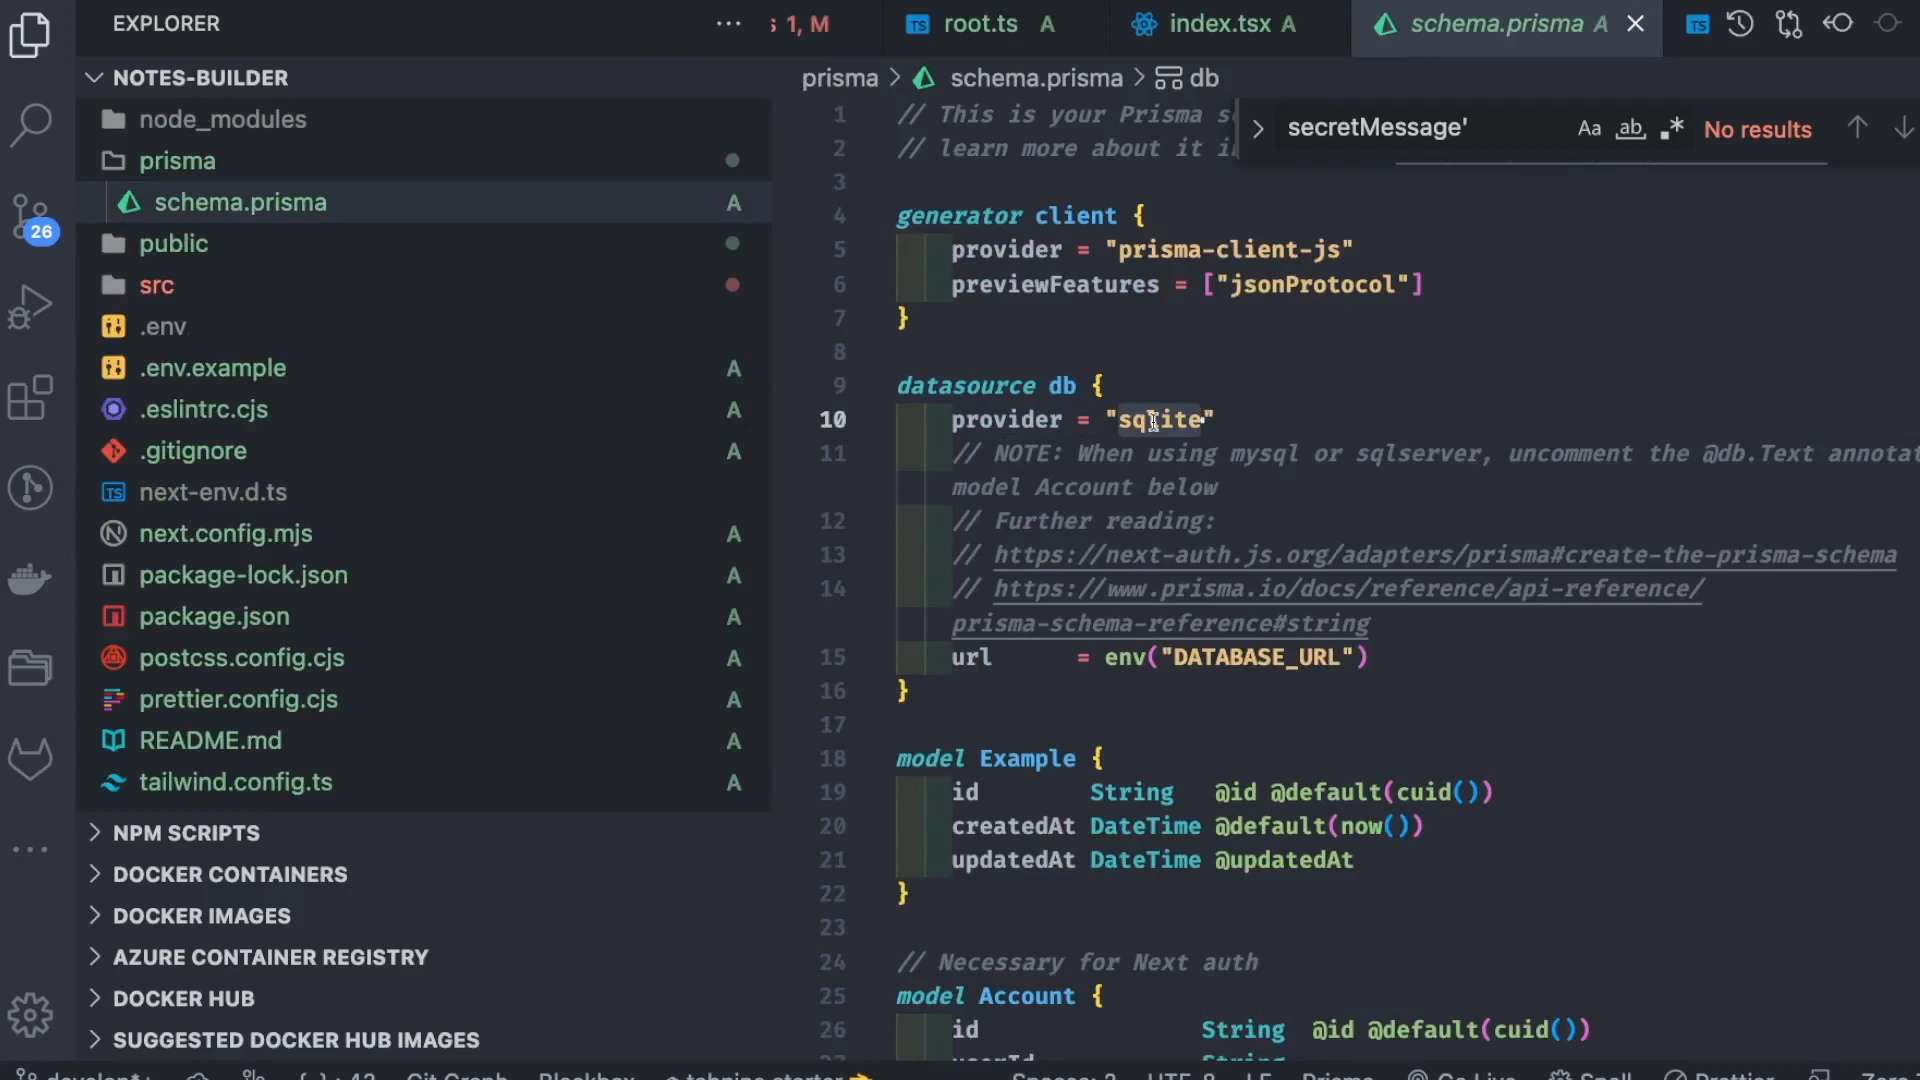 EXPLORER
s 1, M
root.ts A
index.tsx A
schema.prisma A
NOTES-BUILDER
prisma > schema.prisma > db
secretMessage'
Aa ab .* No results
node_modules
prisma
schema.prisma A
public
src
.env
.env.example A
.eslintrc.cjs A
.gitignore A
next-env.d.ts
next.config.mjs A
package-lock.json A
package.json A
postcss.config.cjs A
prettier.config.cjs A
README.md A
tailwind.config.ts A
NPM SCRIPTS
DOCKER CONTAINERS
DOCKER IMAGES
AZURE CONTAINER REGISTRY
DOCKER HUB
SUGGESTED DOCKER HUB IMAGES
26
1 // This is your Prisma
2 // learn more about it
3
4 generator client {
5 provider = "prisma-client-js"
6 previewFeatures = ["jsonProtocol"]
7 }
8
9 datasource db {
10 provider = "sqlite"
11 // NOTE: When using mysql or sqlserver, uncomment the @db.Text
model Account below
12 // Further reading:
13 // https://next-auth.js.org/adapters/prisma#create-the-prisma-schema
14 // https://www.prisma.io/docs/reference/api-reference/
prisma-schema-reference#string
15 url = env("DATABASE_URL")
16 }
17
18 model Example {
19 id String @id @default(cuid())
20 createdAt DateTime @default(now())
21 updatedAt DateTime @updatedAt
22 }
23
24 // Necessary for Next auth
25 model Account {
26 id String @id @default(cuid())
userId String